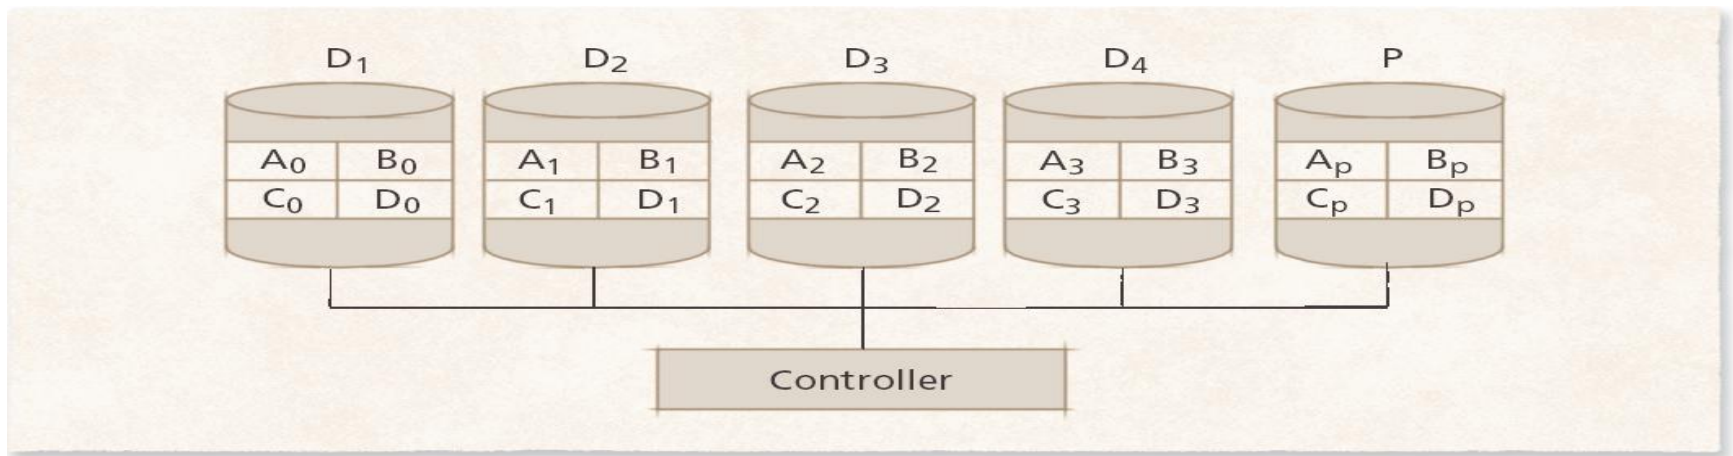 D₁ D₂ D₃ D₄ P
A₀ B₀ A₁ B₁ A₂ B₂ A₃ B₃ Aₚ Bₚ
C₀ D₀ C₁ D₁ C₂ D₂ C₃ D₃ Cₚ Dₚ
Controller